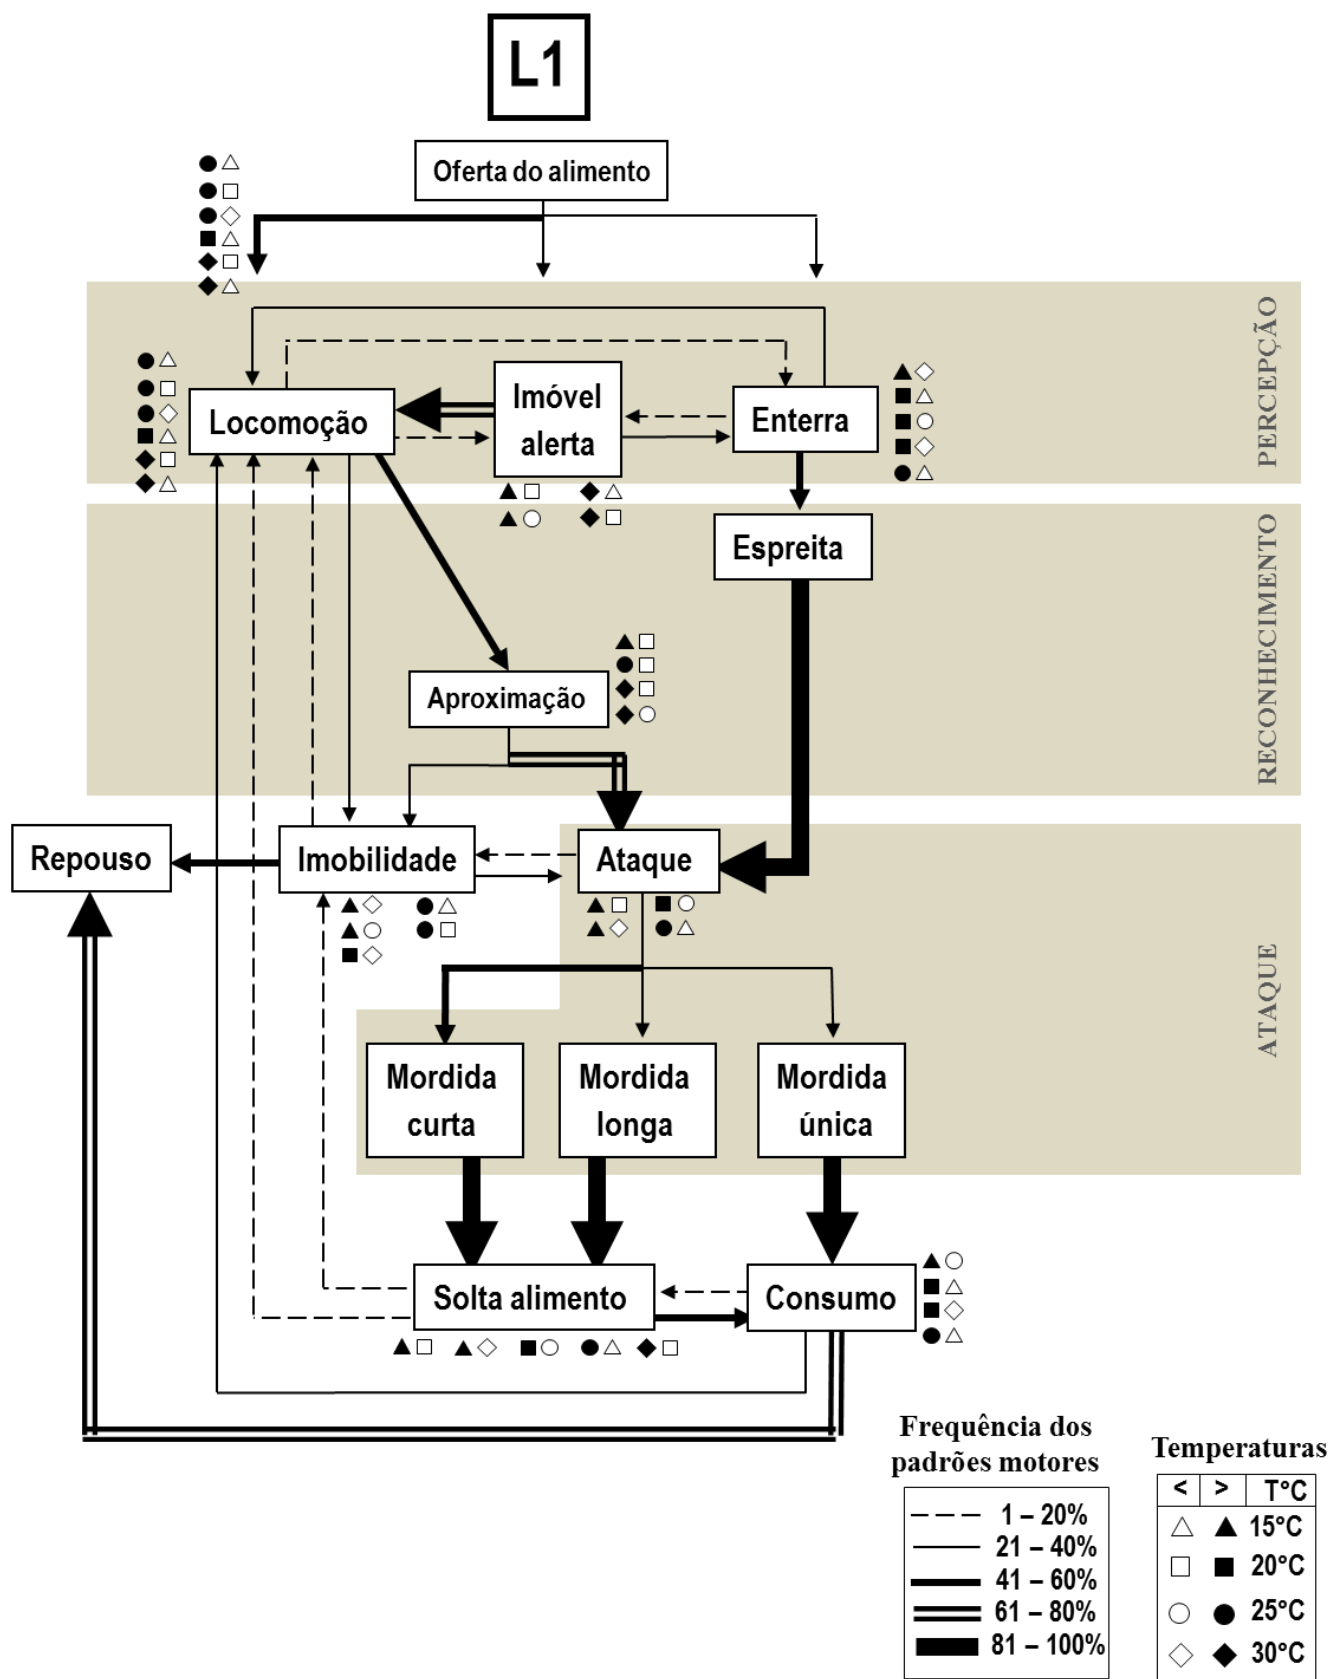 L1
Oferta do alimento
PERCEPÇÃO
Locomoção
Imóvel
alerta
Enterra
RECONHECIMENTO
Espreita
Aproximação
Repouso
Imobilidade
Ataque
ATAQUE
Mordida
curta
Mordida
longa
Mordida
única
Solta alimento
Consumo
Frequência dos
padrões motores
1 – 20%
21 – 40%
41 – 60%
61 – 80%
81 – 100%
Temperaturas
< > T°C
15°C
20°C
25°C
30°C